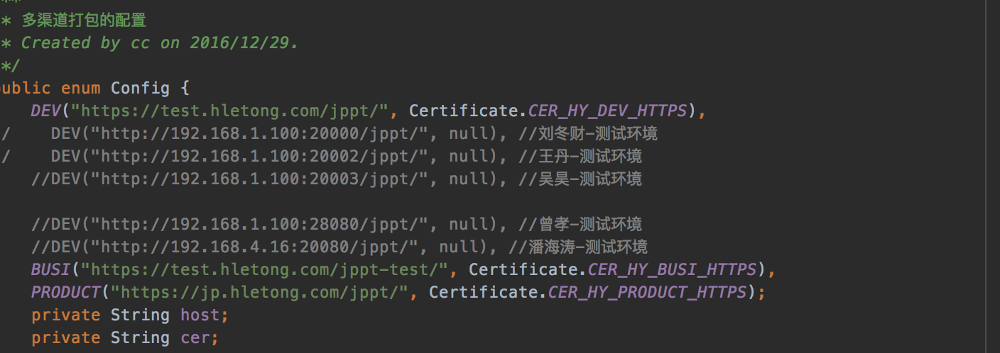 **
* 多渠道打包的配置
* Created by cc on 2016/12/29.
*/
public enum Config {
DEV("https://test.hletong.com/jppt/", Certificate.CER_HY_DEV_HTTPS),
/ DEV("http://192.168.1.100:20000/jppt/", null), //刘冬财-测试环境
/ DEV("http://192.168.1.100:20002/jppt/", null), //王丹-测试环境
//DEV("http://192.168.1.100:20003/jppt/", null), //吴昊-测试环境
//DEV("http://192.168.1.100:28080/jppt/", null), //曾孝-测试环境
//DEV("http://192.168.4.16:20080/jppt/", null), //潘海涛-测试环境
BUSI("https://test.hletong.com/jppt-test/", Certificate.CER_HY_BUSI_HTTPS),
PRODUCT("https://jp.hletong.com/jppt/", Certificate.CER_HY_PRODUCT_HTTPS);
private String host;
private String cer;